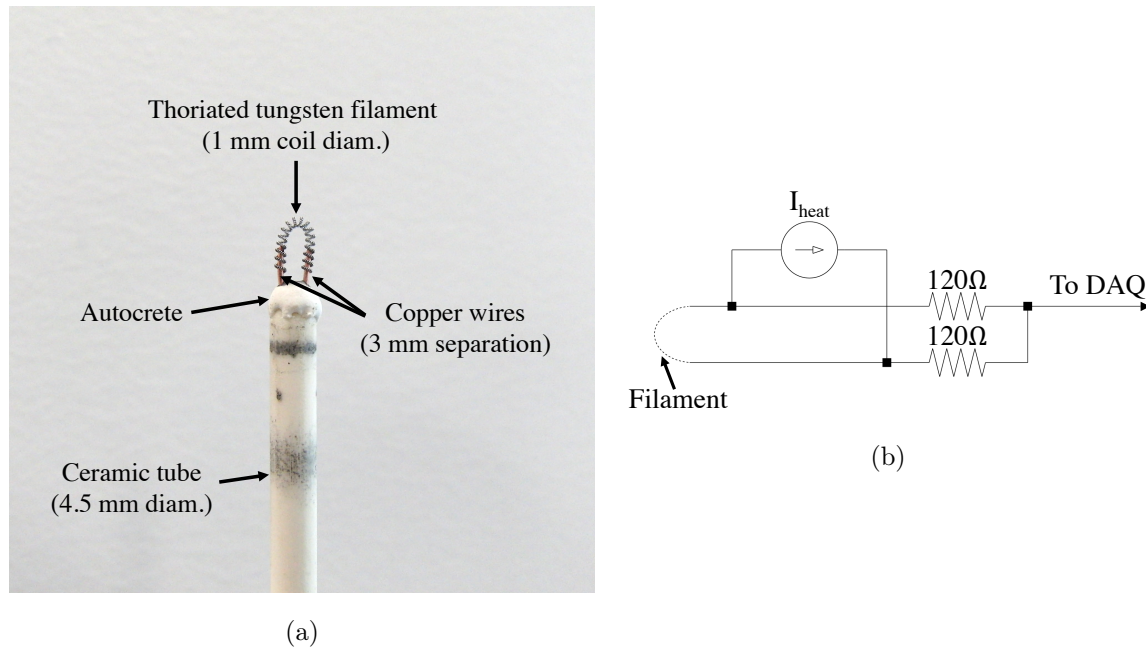 Thoriated tungsten filament
(1 mm coil diam.)
Autocrete
Copper wires
(3 mm separation)
Ceramic tube
(4.5 mm diam.)
(a)
I_heat
120Ω
To DAQ
120Ω
Filament
(b)